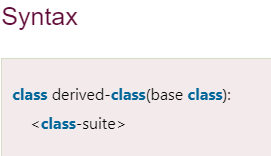 Syntax
class derived-class(base class):
<class-suite>